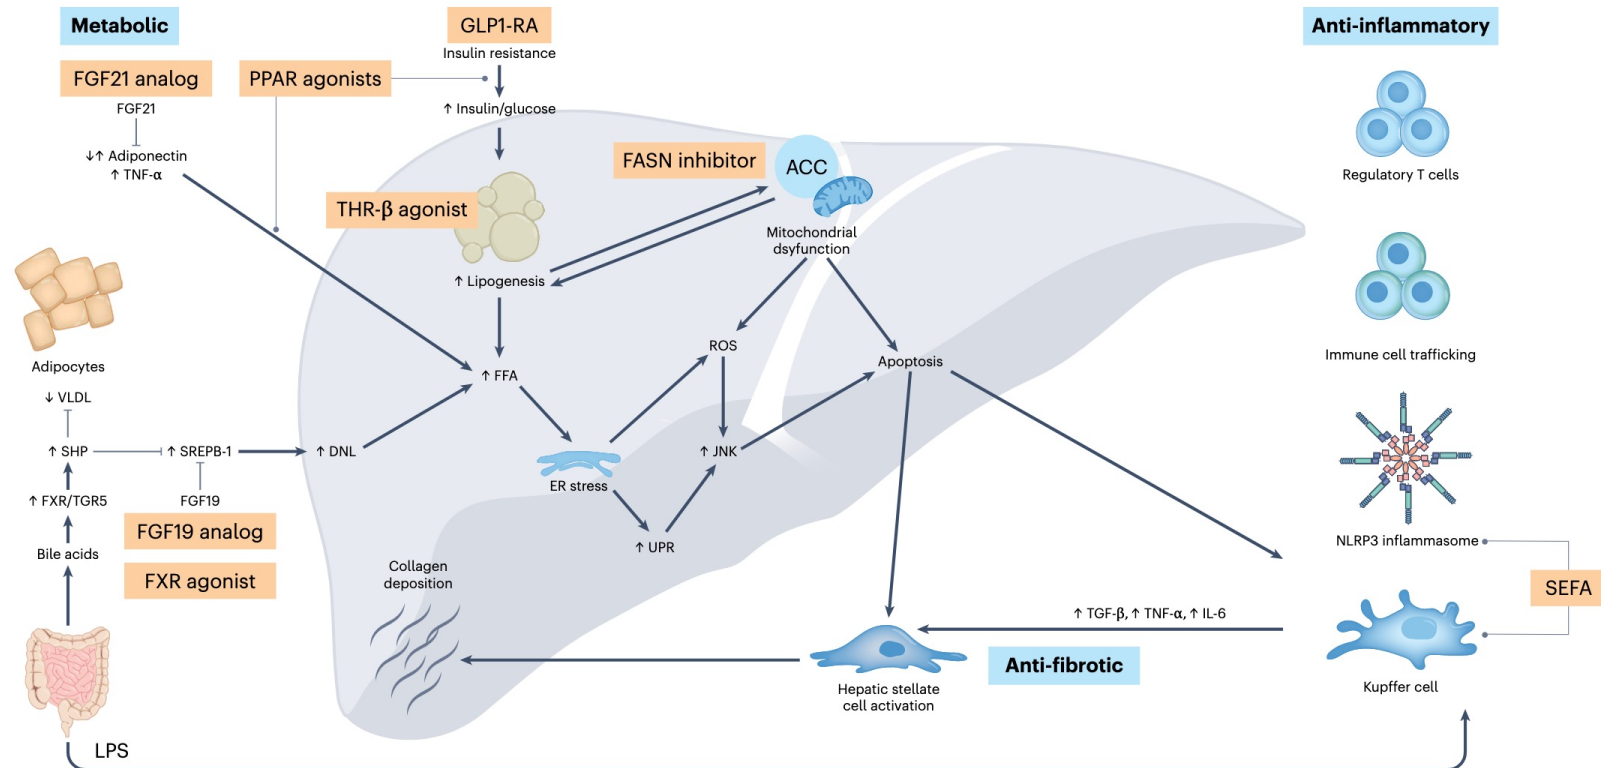 Metabolic
GLP1-RA
Anti-inflammatory
Insulin resistance
FGF21 analog
PPAR agonists
FGF21
↑ Insulin/glucose
↓↑ Adiponectin
↑ TNF-α
FASN inhibitor
ACC
Regulatory T cells
THR-β agonist
Mitochondrial
dsyfunction
↑ Lipogenesis
ROS
Immune cell trafficking
Apoptosis
Adipocytes
↑ FFA
↓ VLDL
↑ SHP
↑ SREPB-1
↑ DNL
↑ JNK
ER stress
↑ FXR/TGR5
FGF19
FGF19 analog
NLRP3 inflammasome
↑ UPR
Bile acids
FXR agonist
Collagen
deposition
SEFA
↑ TGF-β, ↑ TNF-α, ↑ IL-6
Anti-fibrotic
Hepatic stellate
cell activation
Kupffer cell
LPS